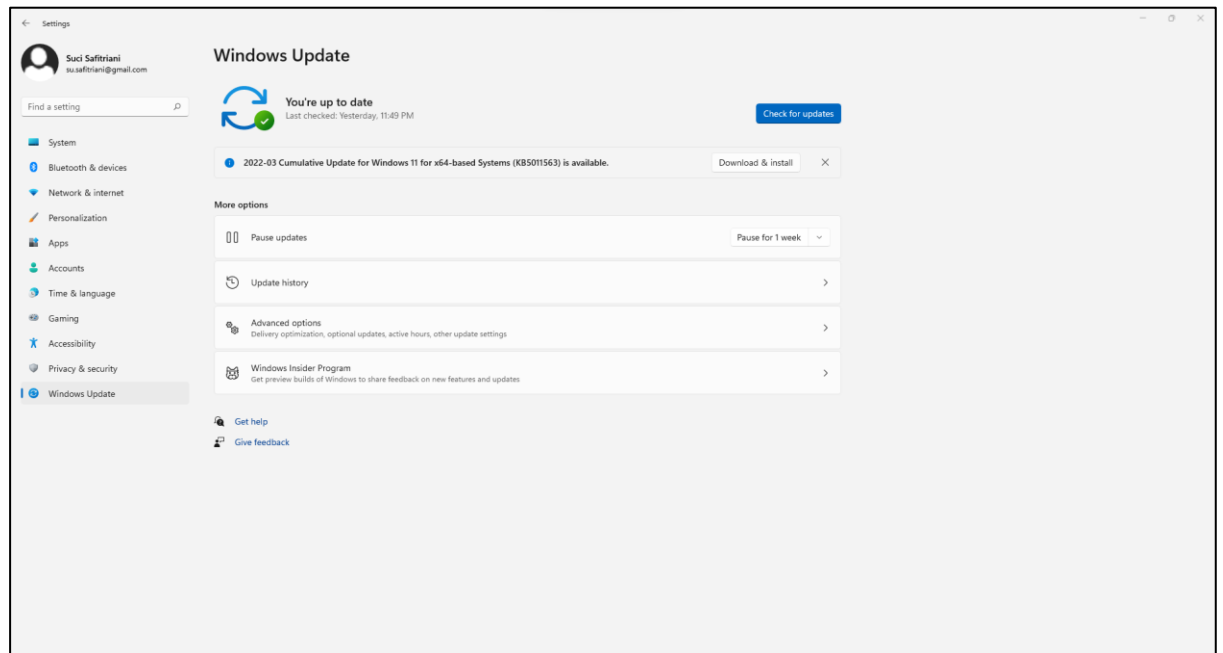 Settings
Suci Safitriani
su.safitriani@gmail.com
Find a setting
System
Bluetooth & devices
Network & internet
Personalization
Apps
Accounts
Time & language
Gaming
Accessibility
Privacy & security
Windows Update
Windows Update
You're up to date
Last checked: Yesterday, 11:49 PM
Check for updates
2022-03 Cumulative Update for Windows 11 for x64-based Systems (KB5011563) is available.
Download & install
More options
Pause updates
Pause for 1 week
Update history
Advanced options
Delivery optimization, optional updates, active hours, other update settings
Windows Insider Program
Get preview builds of Windows to share feedback on new features and updates
Get help
Give feedback